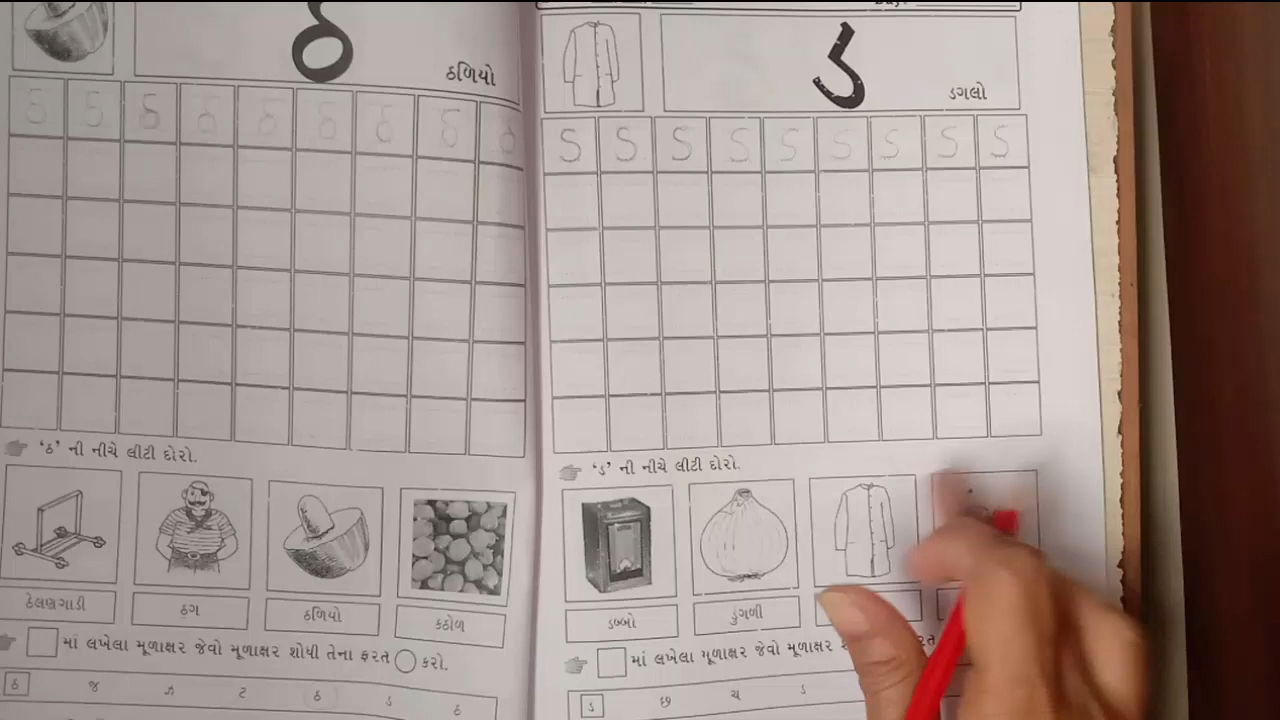 ઠ
ઠળિયો
ઠ ઠ ઠ ઠ ઠ ઠ ઠ ઠ ઠ
‘ઠ’ ની નીચે લીટી દોરો.
ઠેલણગાડી ઠગ ઠળિયો કઠોળ
માં લખેલા મૂળાક્ષર જેવો મૂળાક્ષર શોધી તેના ફરત કરો.
ઠ જ ઝ ટ ઠ ડ ઠ
ડ
ડગલો
ડ ડ ડ ડ ડ ડ ડ ડ ડ
‘ડ’ ની નીચે લીટી દોરો.
ડબ્બો ડુંગળી
માં લખેલા મૂળાક્ષર જેવો મૂળાક્ષર
ડ છ ચ ડ